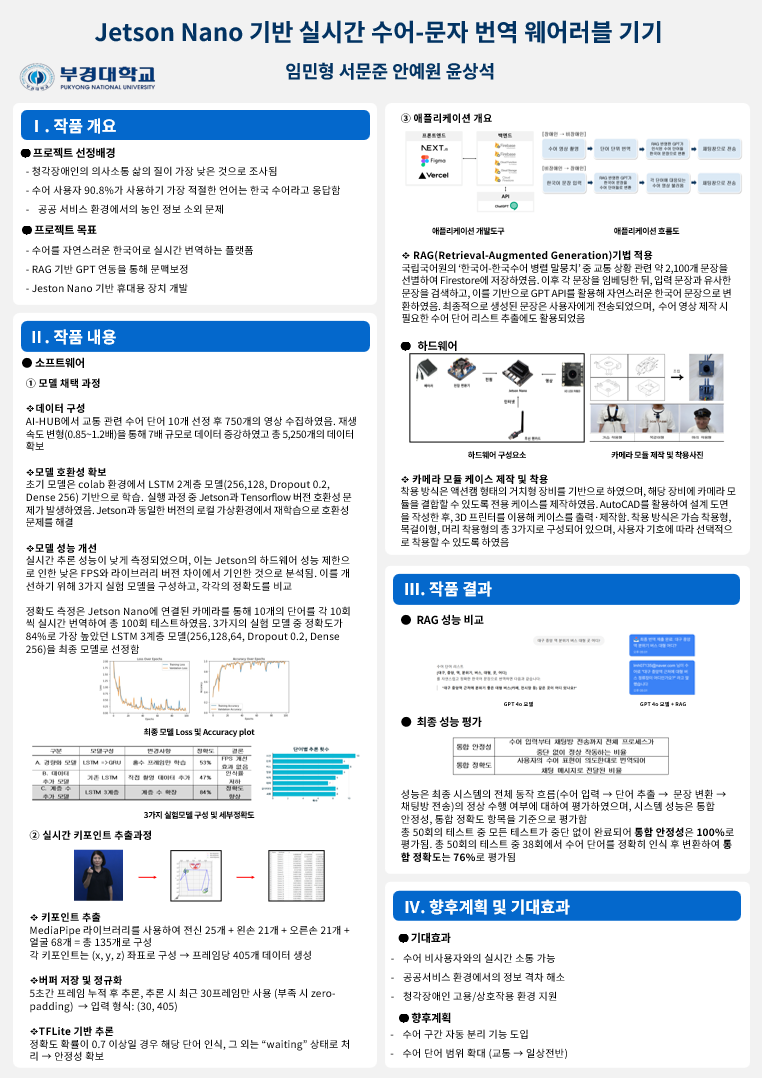 Jetson Nano 기반 실시간 수어-문자 번역 웨어러블 기기
임민형 서문준 안예원 윤상석
부경대학교
PUKYONG NATIONAL UNIVERSITY
Ⅰ. 작품 개요
● 프로젝트 선정배경
- 청각장애인의 의사소통 삶의 질이 가장 낮은 것으로 조사됨
- 수어 사용자 90.8%가 사용하기 가장 적절한 언어는 한국 수어라고 응답함
- 공공 서비스 환경에서의 농인 정보 소외 문제
● 프로젝트 목표
- 수어를 자연스러운 한국어로 실시간 번역하는 플랫폼
- RAG 기반 GPT 연동을 통해 문맥보정
- Jeston Nano 기반 휴대용 장치 개발
Ⅱ. 작품 내용
● 소프트웨어
① 모델 채택 과정
❖데이터 구성
AI-HUB에서 교통 관련 수어 단어 10개 선정 후 750개의 영상 수집하였음. 재생
속도 변형(0.85~1.2배)을 통해 7배 규모로 데이터 증강하였고 총 5,250개의 데이터
확보
❖모델 호환성 확보
초기 모델은 colab 환경에서 LSTM 2계층 모델(256,128, Dropout 0.2,
Dense 256) 기반으로 학습. 실행 과정 중 Jetson과 Tensorflow 버전 호환성 문
제가 발생하였음. Jetson과 동일한 버전의 로컬 가상환경에서 재학습으로 호환성
문제를 해결
❖모델 성능 개선
실시간 추론 성능이 낮게 측정되었으며, 이는 Jetson의 하드웨어 성능 제한으
로 인한 낮은 FPS와 라이브러리 버전 차이에서 기인한 것으로 분석됨. 이를 개
선하기 위해 3가지 실험 모델을 구성하고, 각각의 정확도를 비교
정확도 측정은 Jetson Nano에 연결된 카메라를 통해 10개의 단어를 각 10회
씩 실시간 번역하여 총 100회 테스트하였음. 3가지의 실험 모델 중 정확도가
84%로 가장 높았던 LSTM 3계층 모델(256,128,64, Dropout 0.2, Dense
256)을 최종 모델로 선정함
최종 모델 Loss 및 Accuracy plot
구분 모델구성 변경사항 정확도 결론
A. 경량화 모델 LSTM ->GRU 흉수 프레임만 학습 53% FPS 개선 효과 없음
B. 데이터 추가 모델 기존 LSTM 직접 촬영 데이터 추가 47% 인식률 저하
C. 계층 수 추가 모델 LSTM 3계층 계층 수 확장 84% 정확도 향상
단어별 추론 횟수
3가지 실험모델 구성 및 세부정확도
② 실시간 키포인트 추출과정
❖ 키포인트 추출
MediaPipe 라이브러리를 사용하여 전신 25개 + 왼손 21개 + 오른손 21개 +
얼굴 68개 = 총 135개로 구성
각 키포인트는 (x, y, z) 좌표로 구성 → 프레임당 405개 데이터 생성
❖버퍼 저장 및 정규화
5초간 프레임 누적 후 추론, 추론 시 최근 30프레임만 사용 (부족 시 zero-
padding) → 입력 형식: (30, 405)
❖TFLite 기반 추론
정확도 확률이 0.7 이상일 경우 해당 단어 인식, 그 외는 “waiting” 상태로 처
리 → 안정성 확보
③ 애플리케이션 개요
프론트엔드
NEXT.JS
Figma
Vercel
백엔드
API
ChatGPT
[장애인 → 비장애인]
수어 영상 촬영
단어 단위 번역
채팅창으로 전송
[비장애인 → 장애인]
한국어 문장 입력
채팅창으로 전송
애플리케이션 개발도구
애플리케이션 흐름도
❖ RAG(Retrieval-Augmented Generation)기법 적용
국립국어원의 ‘한국어-한국수어 병렬 말뭉치’ 중 교통 상황 관련 약 2,100개 문장을
선별하여 Firestore에 저장하였음. 이후 각 문장을 임베딩한 뒤, 입력 문장과 유사한
문장을 검색하고, 이를 기반으로 GPT API를 활용해 자연스러운 한국어 문장으로 변
환하였음. 최종적으로 생성된 문장은 사용자에게 전송되었으며, 수어 영상 제작 시
필요한 수어 단어 리스트 추출에도 활용되었음
● 하드웨어
하드웨어 구성요소
카메라 모듈 제작 및 착용사진
❖ 카메라 모듈 케이스 제작 및 착용
착용 방식은 액션캠 형태의 거치형 장비를 기반으로 하였으며, 해당 장비에 카메라 모
듈을 결합할 수 있도록 전용 케이스를 제작하였음. AutoCAD를 활용하여 설계 도면
을 작성한 후, 3D 프린터를 이용해 케이스를 출력·제작함. 착용 방식은 가슴 착용형,
목걸이형, 머리 착용형의 총 3가지로 구성되어 있으며, 사용자 기호에 따라 선택적으
로 착용할 수 있도록 하였음
Ⅲ. 작품 결과
● RAG 성능 비교
GPT 4o 모델
GPT 4o 모델 + RAG
● 최종 성능 평가
통합 안정성 수어 입력부터 채팅방 전송까지 전체 프로세스가
중단 없이 정상 작동하는 비율
통합 정확도 사용자의 수어 표현이 의도한대로 번역되어
채팅 메시지로 전달된 비율
성능은 최종 시스템의 전체 동작 흐름(수어 입력 → 단어 추출 → 문장 변환 →
채팅방 전송)의 정상 수행 여부에 대하여 평가하였으며, 시스템 성능은 통합
안정성, 통합 정확도 항목을 기준으로 평가함
총 50회의 테스트 중 모든 테스트가 중단 없이 완료되어 통합 안정성은 100%로
평가됨. 총 50회의 테스트 중 38회에서 수어 단어를 정확히 인식 후 변환하여 통
합 정확도는 76%로 평가됨
Ⅳ. 향후계획 및 기대효과
● 기대효과
- 수어 비사용자와의 실시간 소통 가능
- 공공서비스 환경에서의 정보 격차 해소
- 청각장애인 고용/상호작용 환경 지원
● 향후계획
- 수어 구간 자동 분리 기능 도입
- 수어 단어 범위 확대 (교통 → 일상전반)